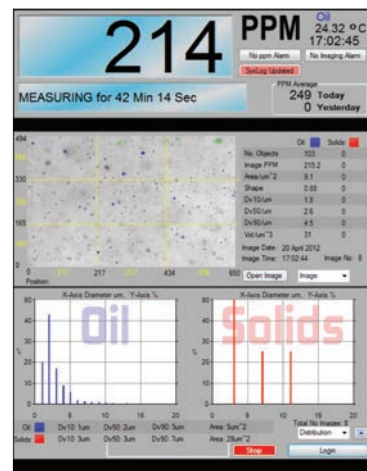 214 PPM Oil
24.32 °C
17:02:45
No ppm Alarm No Imaging Alarm
SysLog Updated
PPM Average
249 Today
0 Yesterday
MEASURING for 42 Min 14 Sec
494
330
165
0
0 217 217 434 650
Position:
Oil Solids:
No. Objects 103 0
Image PPM 215.2 0
Area/um^2 9.1 0
Shape 0.88 0
Dv10/um 1.8 0
Dv50/um 2.6 0
Dv90/um 4.5 0
Vol/um^3 31 0
Image Date: 20 April 2012
Image Time: 17:02:44 Image No: 8
Open Image Image
X-Axis Diameter um. Y-Axis %
Oil
60
40
20
0
0 5 10 15 20
X-Axis Diameter um. Y-Axis %
Solids
60
40
20
0
0 5 10 15 20
Oil: Dv10: 1um Dv50: 2um Dv90: 5um Area: 5um^2
Solids: Dv10: 3um Dv50: 3um Dv90: 7um Area: 28um^2
Total No Images: 8
Distribution
Stop Login